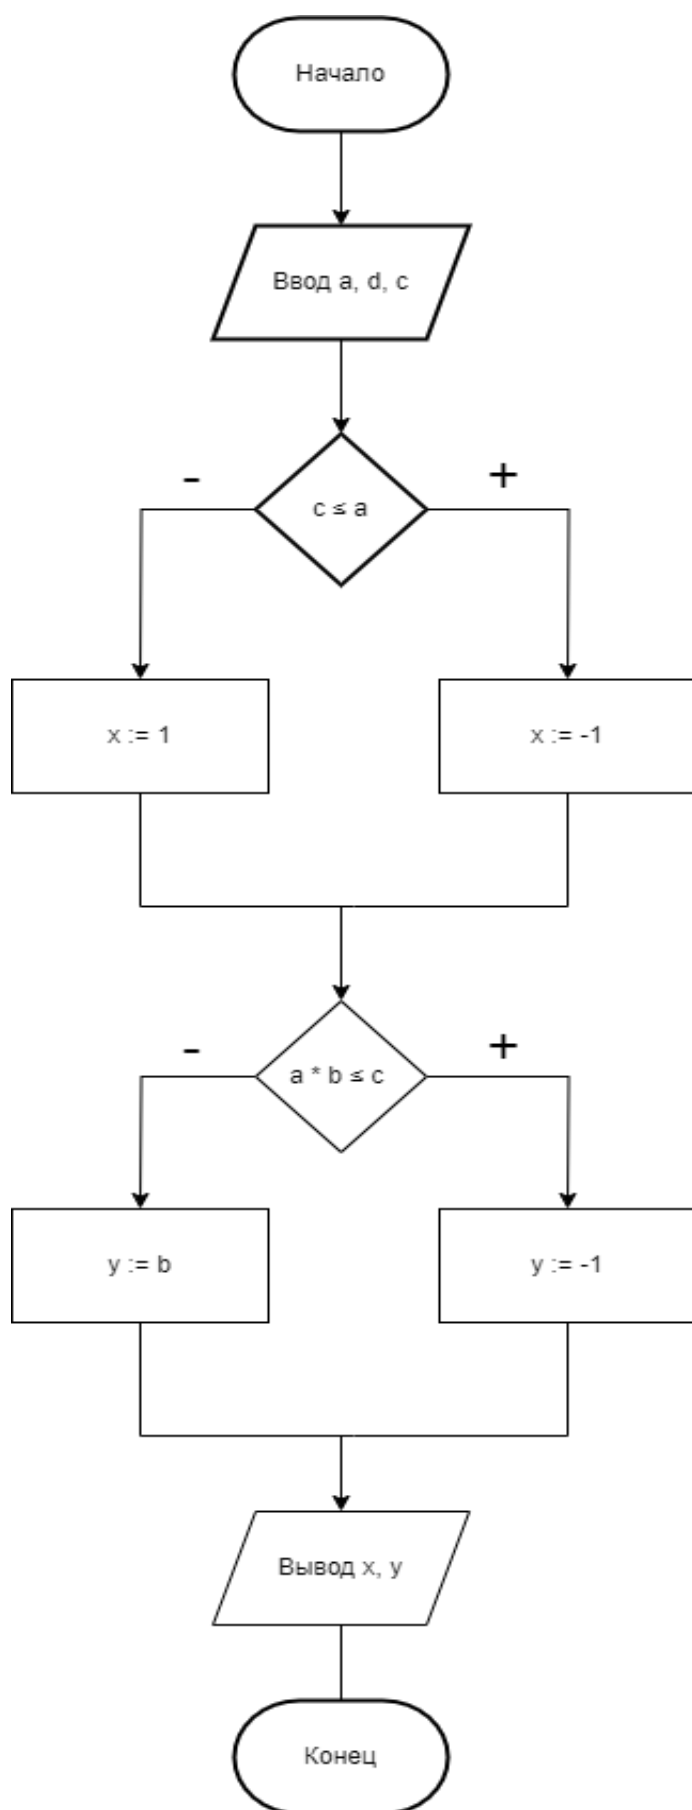 Начало
Ввод a, d, c
- +
c ≤ a
x := 1
x := -1
- +
a * b ≤ c
y := b
y := -1
Вывод x, y
Конец